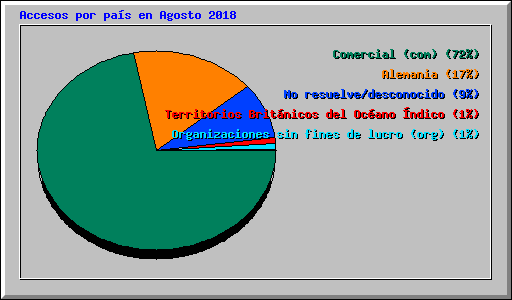 Accesos por país en Agosto 2018
Comercial (com) (72%)
Alemania (17%)
No resuelve/desconocido (9%)
Territorios Británicos del Océano Índico (1%)
Organizaciones sin fines de lucro (org) (1%)